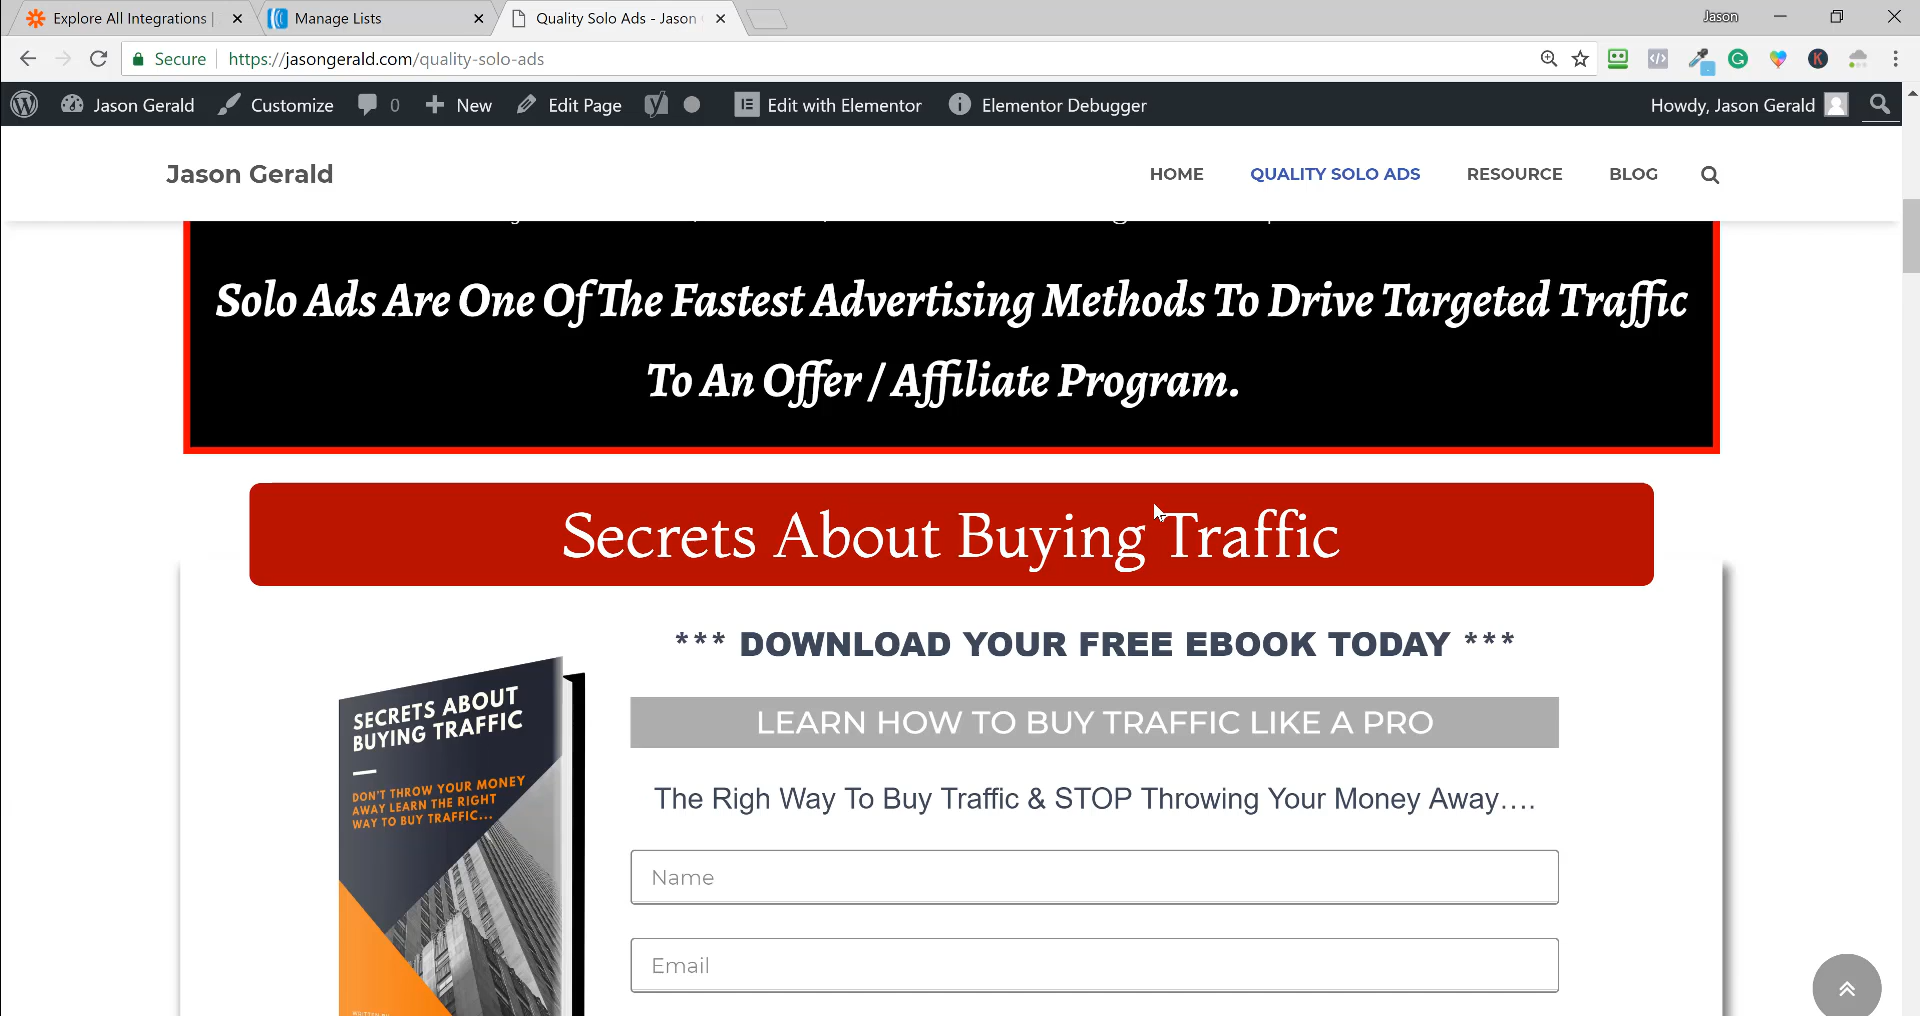 Explore All Integrations |
Manage Lists
Quality Solo Ads - Jason
Jason
Secure
https://jasongerald.com/quality-solo-ads
Jason Gerald
Customize
0
New
Edit Page
Edit with Elementor
Elementor Debugger
Howdy, Jason Gerald
Jason Gerald
HOME
QUALITY SOLO ADS
RESOURCE
BLOG
Solo Ads Are One Of The Fastest Advertising Methods To Drive Targeted Traffic
To An Offer / Affiliate Program.
Secrets About Buying Traffic
*** DOWNLOAD YOUR FREE EBOOK TODAY ***
LEARN HOW TO BUY TRAFFIC LIKE A PRO
The Righ Way To Buy Traffic & STOP Throwing Your Money Away....
Name
Email
SECRETS ABOUT
BUYING TRAFFIC
DON'T THROW YOUR MONEY
AWAY LEARN THE RIGHT
WAY TO BUY TRAFFIC...